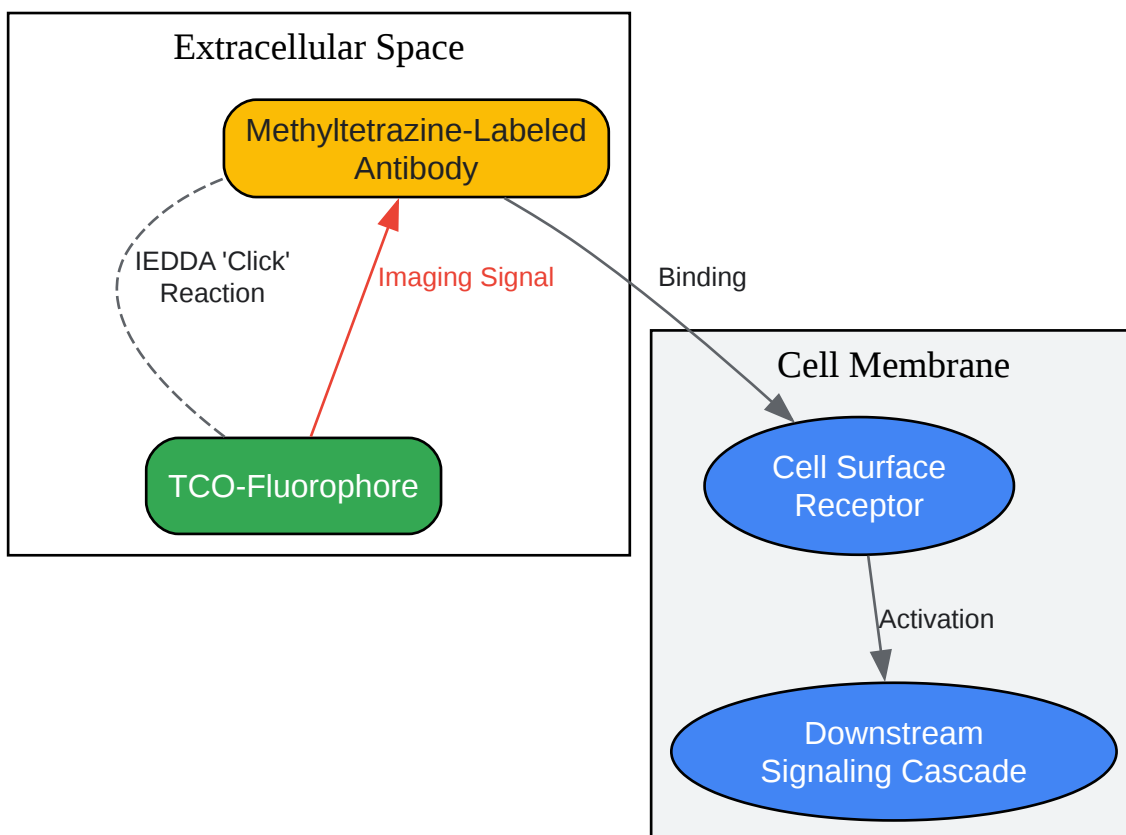 Extracellular Space
Methyltetrazine-Labeled
Antibody
IEDDA 'Click'
Reaction
Imaging Signal
Binding
TCO-Fluorophore
Cell Membrane
Cell Surface
Receptor
Activation
Downstream
Signaling Cascade